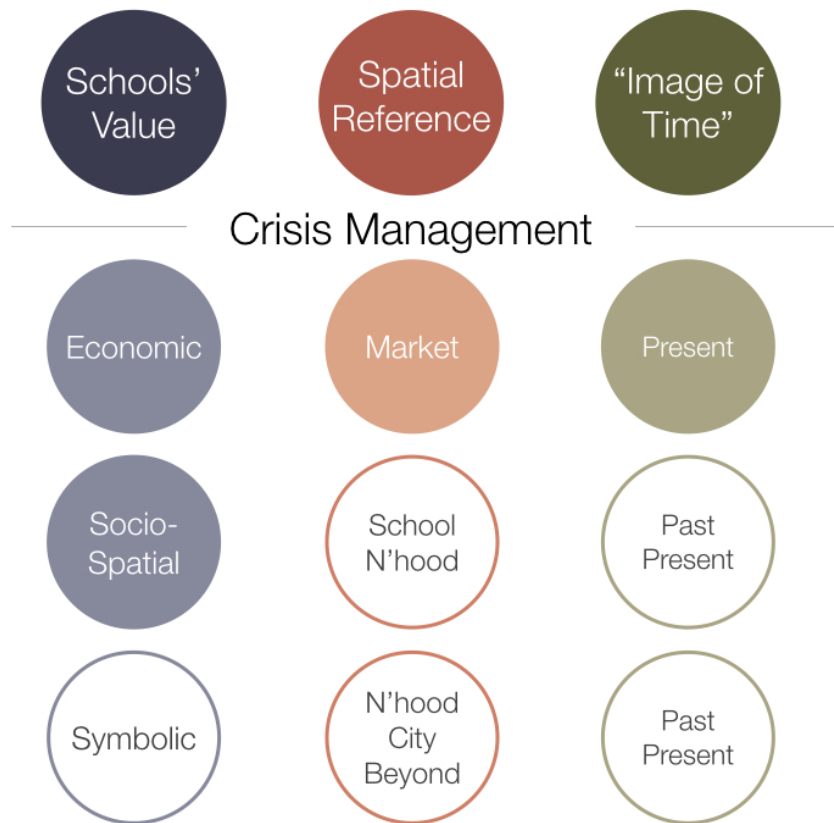 Schools’
Value
Spatial
Reference
“Image of
Time”
Crisis Management
Economic
Market
Present
Socio-
Spatial
School
N’hood
Past
Present
Symbolic
N’hood
City
Beyond
Past
Present